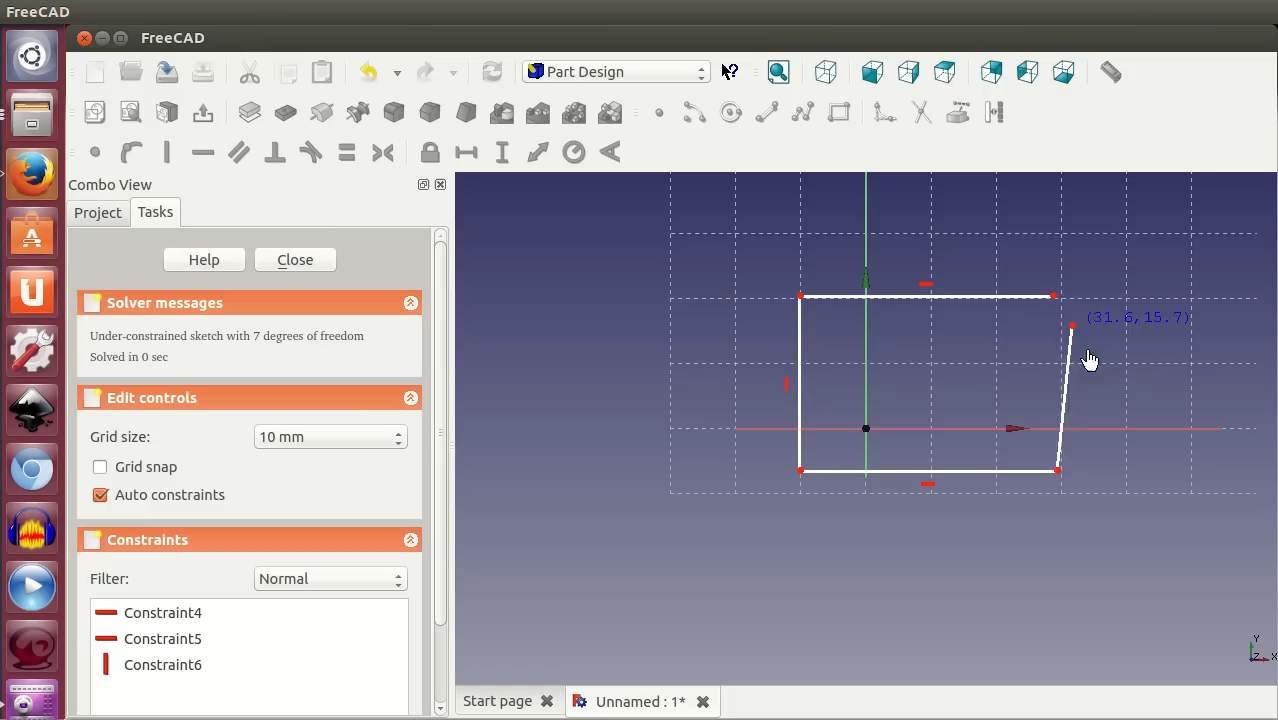 FreeCAD
FreeCAD
Part Design
Combo View
Project
Tasks
Help
Close
Solver messages
Under-constrained sketch with 7 degrees of freedom
Solved in 0 sec
Edit controls
Grid size:
10 mm
Grid snap
Auto constraints
Constraints
Filter:
Normal
Constraint4
Constraint5
Constraint6
(31.6,15.7)
Y
Z
X
Start page
Unnamed : 1*